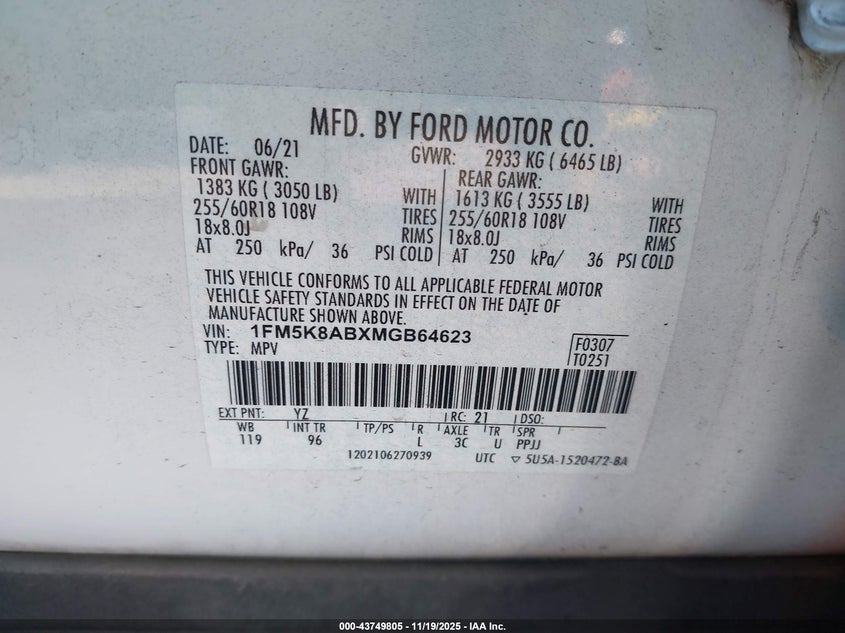 MFD. BY FORD MOTOR CO.
DATE: 06/21 GVWR: 2933 KG ( 6465 LB)
FRONT GAWR: REAR GAWR:
1383 KG ( 3050 LB) WITH 1613 KG ( 3555 LB) WITH
255/60R18 108V TIRES 255/60R18 108V TIRES
18x8.0J RIMS 18x8.0J RIMS
AT 250 kPa/ 36 PSI COLD AT 250 kPa/ 36 PSI COLD
THIS VEHICLE CONFORMS TO ALL APPLICABLE FEDERAL MOTOR
VEHICLE SAFETY STANDARDS IN EFFECT ON THE DATE OF
MANUFACTURE SHOWN ABOVE.
VIN: 1FM5K8ABXMGB64623 F0307
TYPE: MPV T0251
EXT PNT: YZ RC: 21 DSO:
WB INT TR TP/PS R AXLE TR SPR
119 96 L 3C U PPJJ
1202106270939 UTC ▽ 5U5A-1520472-BA
000-43749805 - 11/19/2025 - IAA Inc.